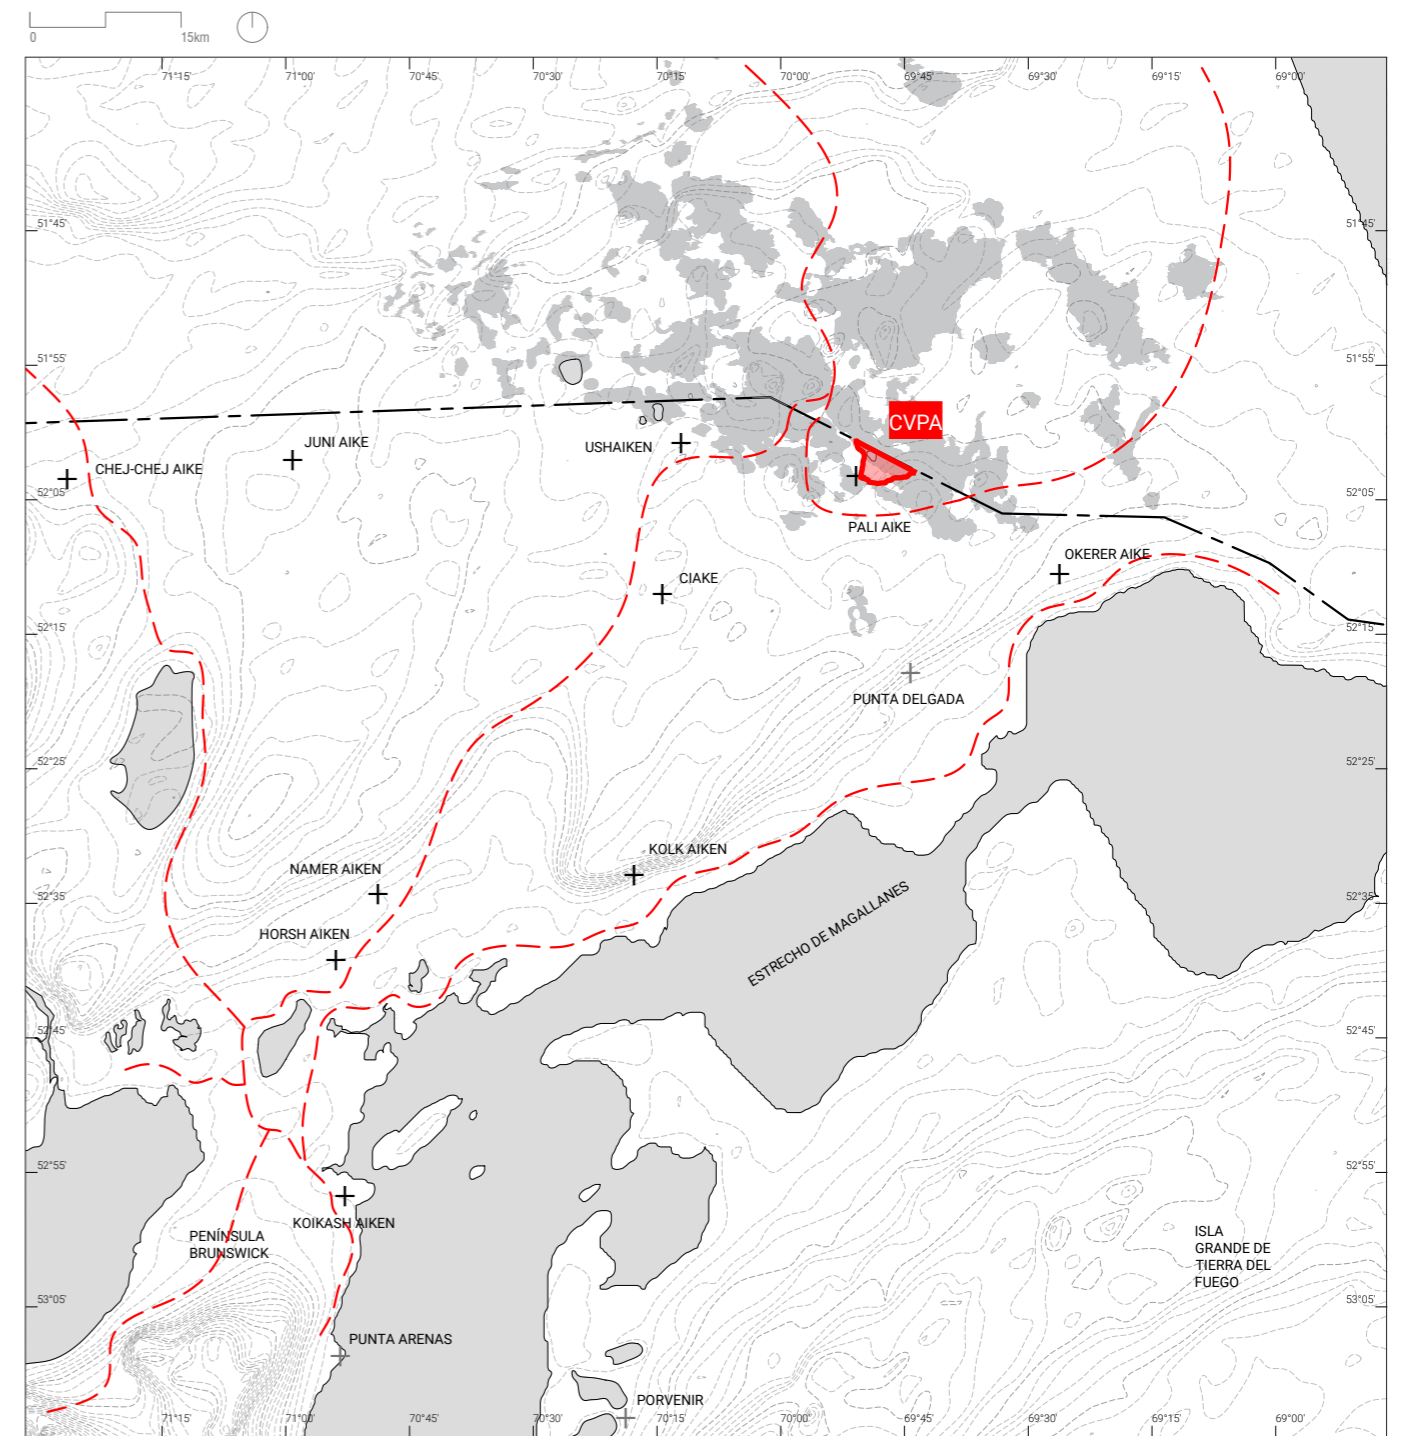 0
15km
71°15'
71°00'
70°45'
70°30'
70°15'
70°00'
69°45'
69°30'
69°15'
69°00'
51°45'
51°45'
51°55'
51°55'
CVPA
JUNI AIKE
USHAIKEN
CHEJ-CHEJ AIKE
52°05'
52°05'
PALI AIKE
OKERER AIKE
CIAKE
52°15'
52°15'
PUNTA DELGADA
52°25'
52°25'
KOLK AIKEN
NAMER AIKEN
52°35'
52°35'
ESTRECHO DE MAGALLANES
HORSH AIKEN
52°45'
52°45'
52°55'
52°55'
KOIKASH AIKEN
PENÍNSULA
BRUNSWICK
ISLA
GRANDE DE
TIERRA DEL
FUEGO
53°05'
53°05'
PUNTA ARENAS
PORVENIR
71°15'
71°00'
70°45'
70°30'
70°15'
70°00'
69°45'
69°30'
69°15'
69°00'